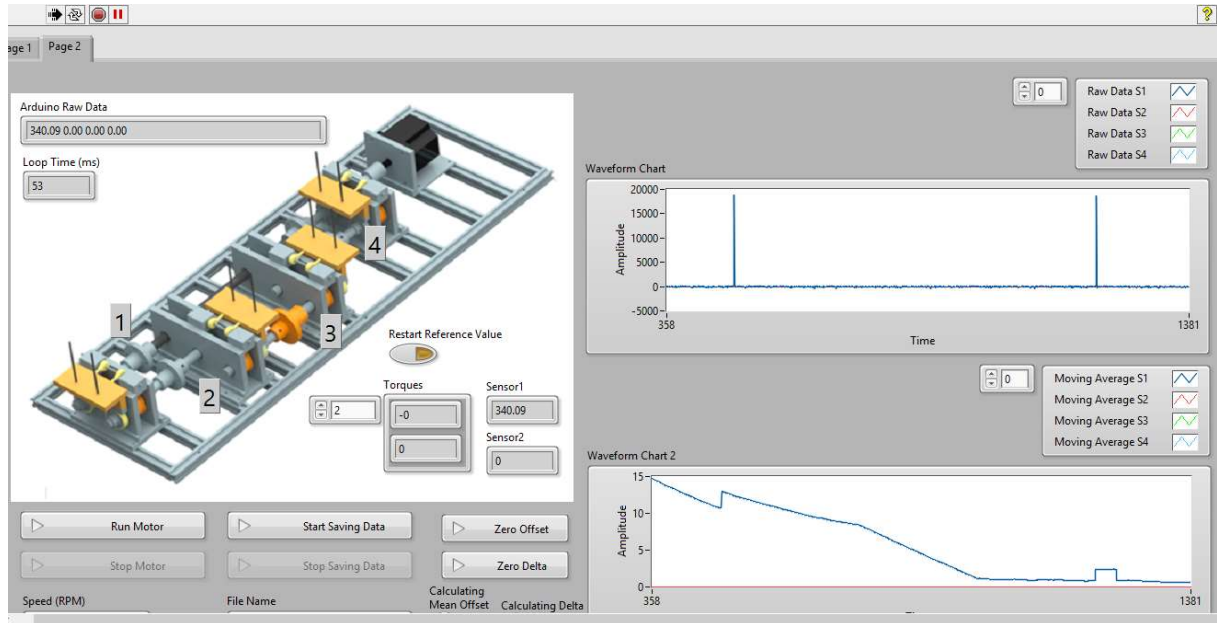 age 1
Page 2
Arduino Raw Data
340.09 0.00 0.00 0.00
Loop Time (ms)
53
1
2
3
4
Restart Reference Value
Torques
2
-0
0
Sensor1
340.09
Sensor2
0
Run Motor
Start Saving Data
Zero Offset
Stop Motor
Stop Saving Data
Zero Delta
Speed (RPM)
File Name
Calculating
Mean Offset
Calculating Delta
0
Raw Data S1
Raw Data S2
Raw Data S3
Raw Data S4
Waveform Chart
20000
15000
10000
5000
0
-5000
Amplitude
358
1381
Time
0
Moving Average S1
Moving Average S2
Moving Average S3
Moving Average S4
Waveform Chart 2
15
10
5
0
Amplitude
358
1381